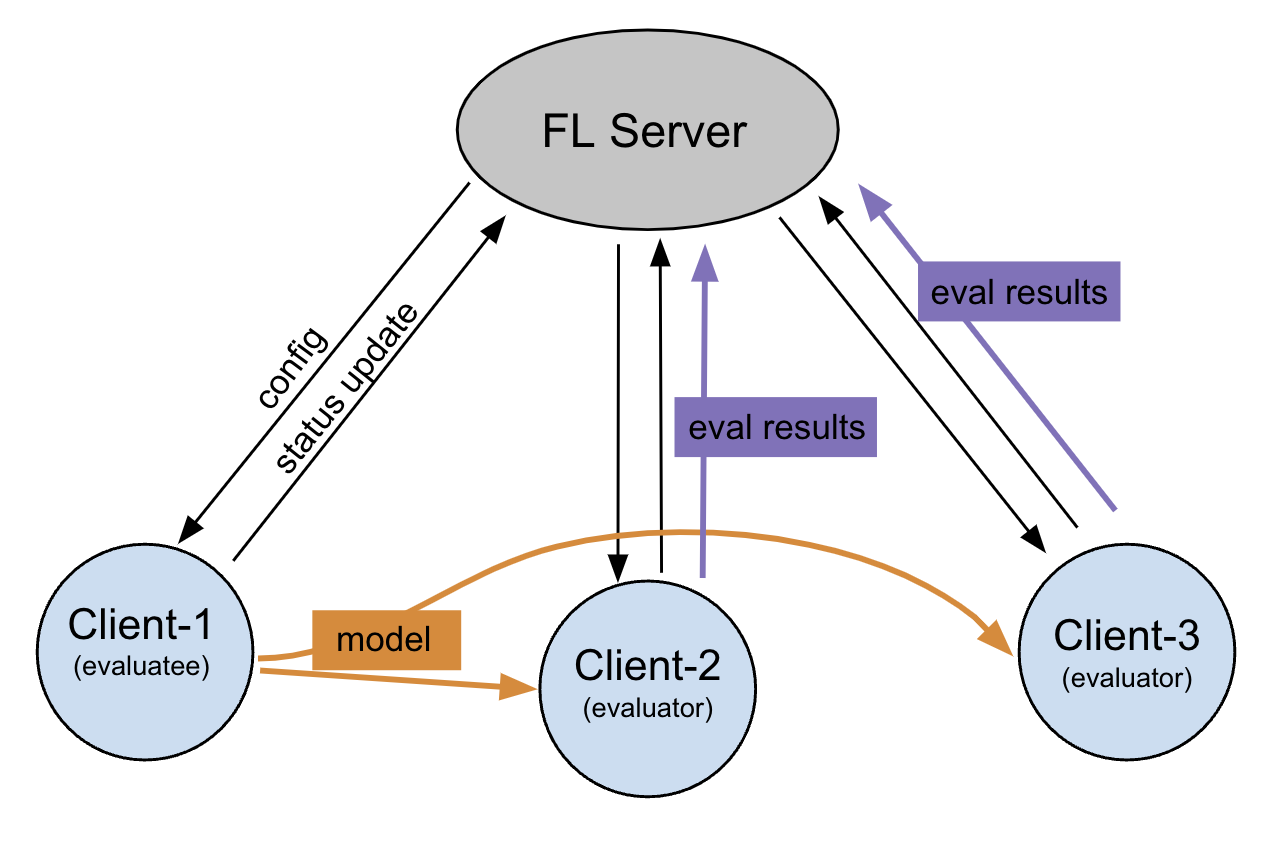 FL Server
eval results
config
status update
eval results
Client-1
(evaluatee)
model
Client-2
(evaluator)
Client-3
(evaluator)